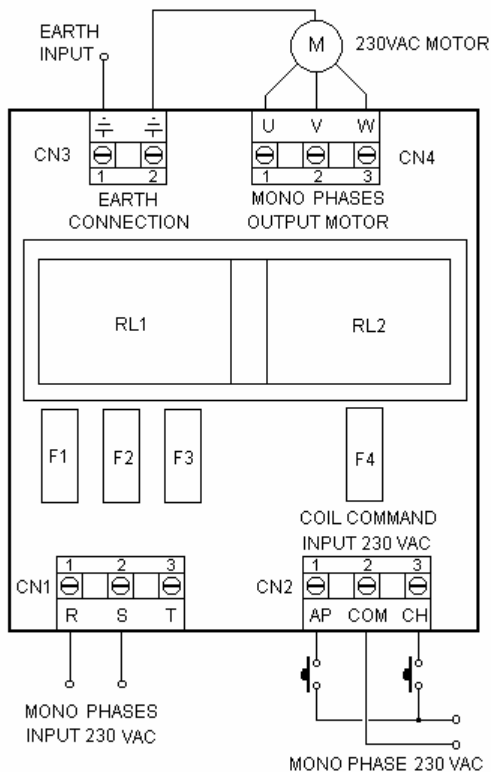 EARTH
INPUT
M
230VAC MOTOR
CN3
1 2
EARTH
CONNECTION
U V W
CN4
1 2 3
MONO PHASES
OUTPUT MOTOR
RL1
RL2
F1
F2
F3
F4
COIL COMMAND
INPUT 230 VAC
CN1
1 2 3
R S T
CN2
1 2 3
AP COM CH
MONO PHASES
INPUT 230 VAC
MONO PHASE 230 VAC